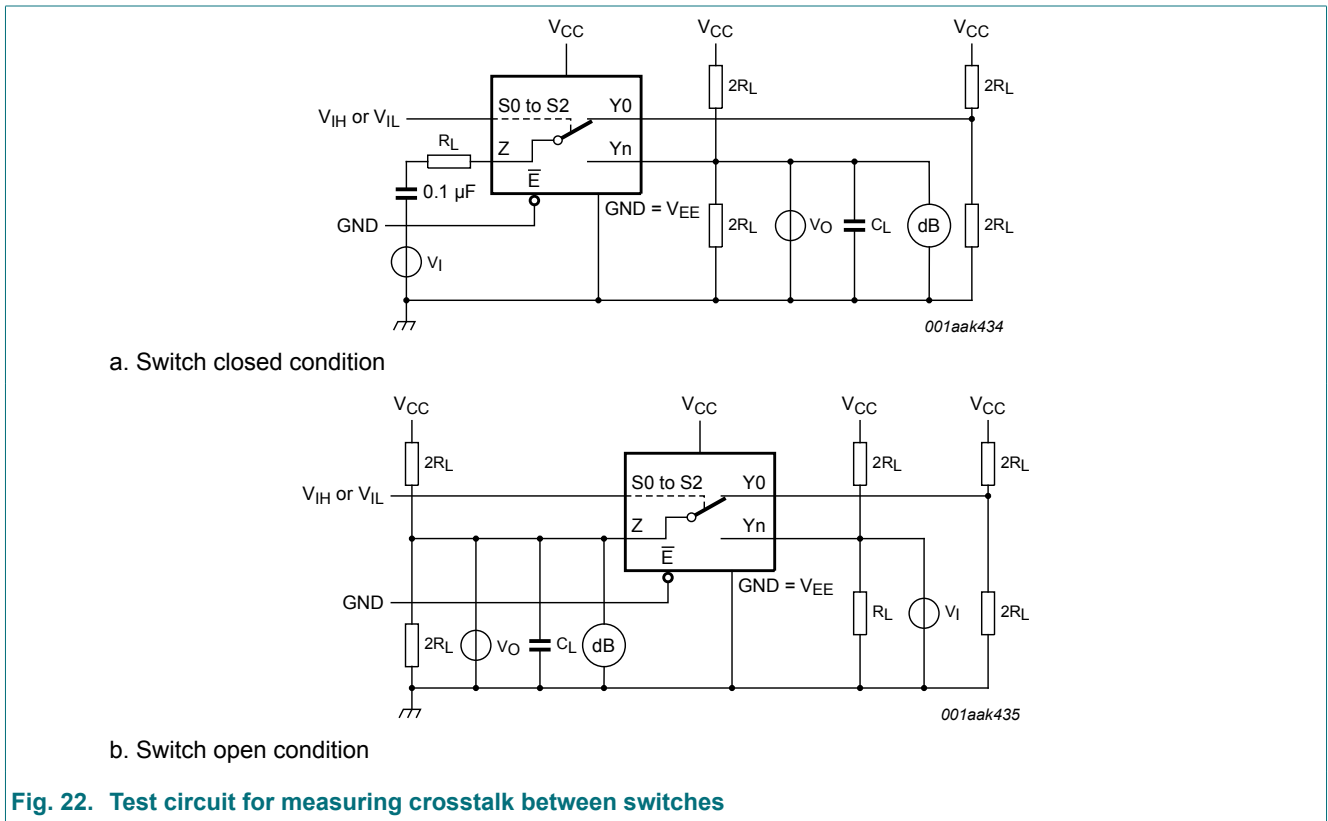 VCC VCC VCC
2RL 2RL
S0 to S2 Y0
VIH or VIL
RL Z Yn
E̅
0.1 µF
GND = VEE
GND 2RL VO CL dB 2RL
VI
001aak434
a. Switch closed condition
VCC VCC VCC VCC
2RL 2RL 2RL
S0 to S2 Y0
VIH or VIL
Z Yn
E̅
GND = VEE
GND
2RL VO CL dB RL VI 2RL
001aak435
b. Switch open condition
Fig. 22. Test circuit for measuring crosstalk between switches